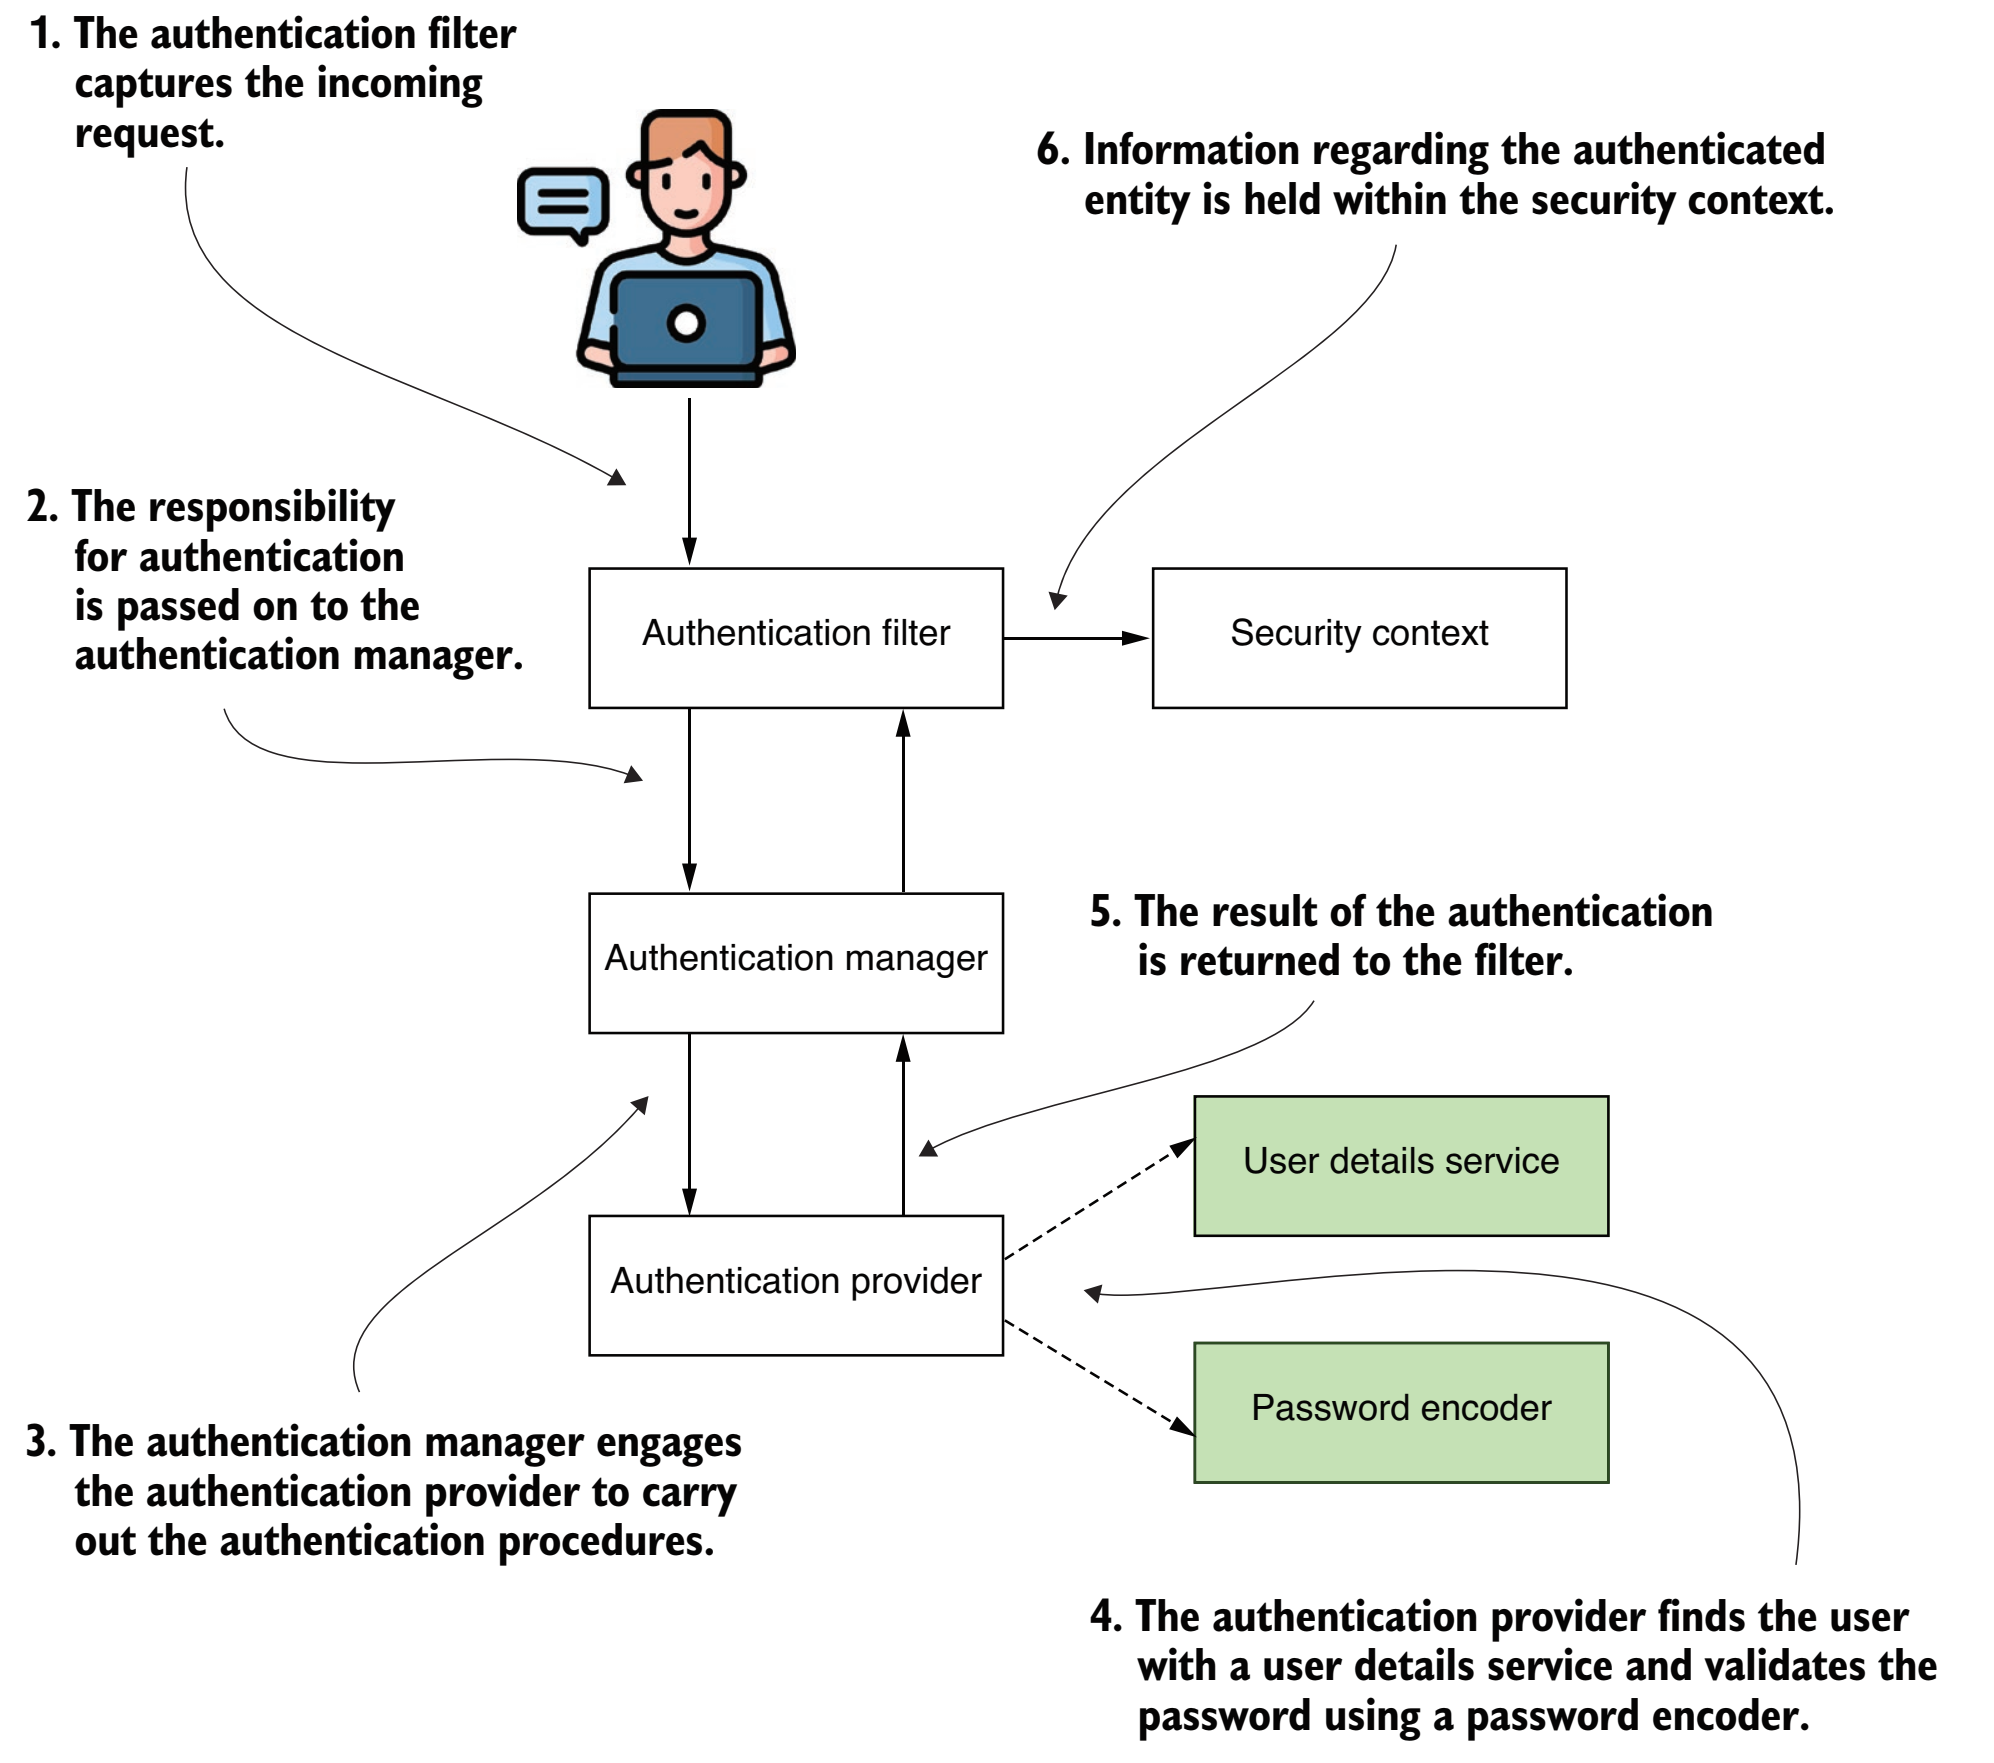 1. The authentication filter
captures the incoming
request.
6. Information regarding the authenticated
entity is held within the security context.
2. The responsibility
for authentication
is passed on to the
authentication manager.
Authentication filter
Security context
Authentication manager
5. The result of the authentication
is returned to the filter.
User details service
Authentication provider
Password encoder
3. The authentication manager engages
the authentication provider to carry
out the authentication procedures.
4. The authentication provider finds the user
with a user details service and validates the
password using a password encoder.